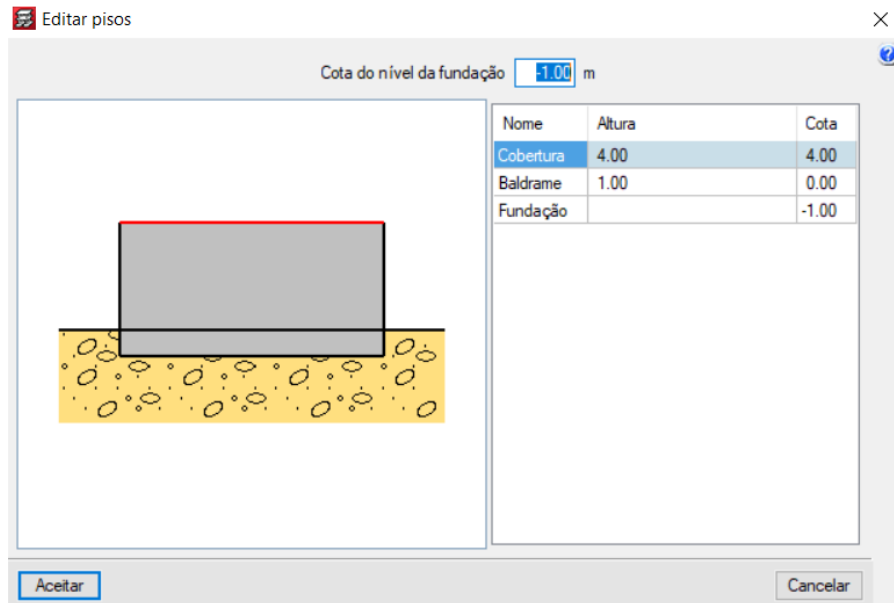 Editar pisos
Cota do nível da fundação -1.00 m
Nome Altura Cota
Cobertura 4.00 4.00
Baldrame 1.00 0.00
Fundação -1.00
Aceitar Cancelar